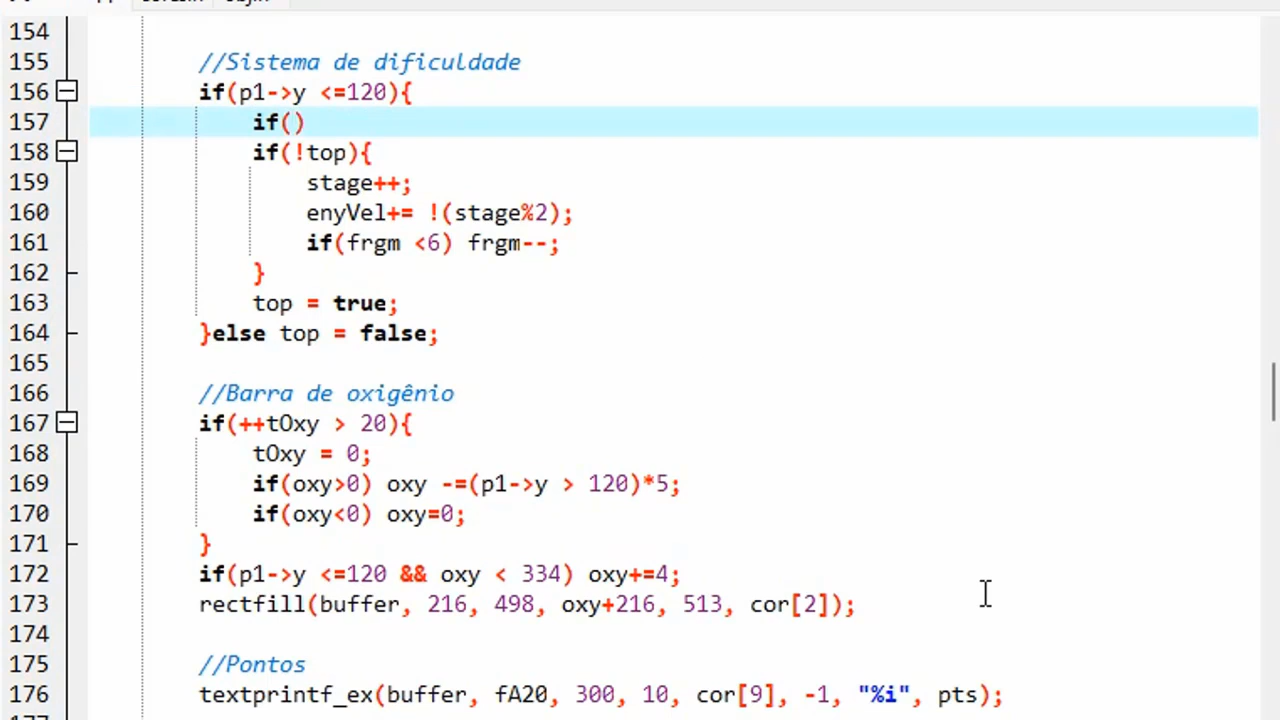 154
155 //Sistema de dificuldade
156 if(p1->y <=120){
157 if()
158 if(!top){
159 stage++;
160 enyVel+= !(stage%2);
161 if(frgm <6) frgm--;
162 }
163 top = true;
164 }else top = false;
165
166 //Barra de oxigênio
167 if(++tOxy > 20){
168 tOxy = 0;
169 if(oxy>0) oxy -=(p1->y > 120)*5;
170 if(oxy<0) oxy=0;
171 }
172 if(p1->y <=120 && oxy < 334) oxy+=4;
173 rectfill(buffer, 216, 498, oxy+216, 513, cor[2]);
174
175 //Pontos
176 textprintf_ex(buffer, fA20, 300, 10, cor[9], -1, "%i", pts);